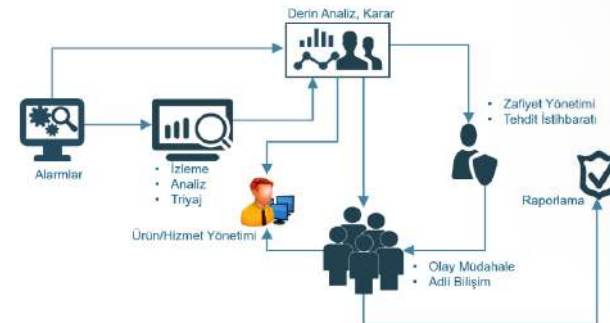 Derin Analiz, Karar
Alarmlar
• İzleme
• Analiz
• Triyaj
• Zafiyet Yönetimi
• Tehdit İstihbaratı
Raporlama
Ürün/Hizmet Yönetimi
• Olay Müdahale
• Adli Bilişim